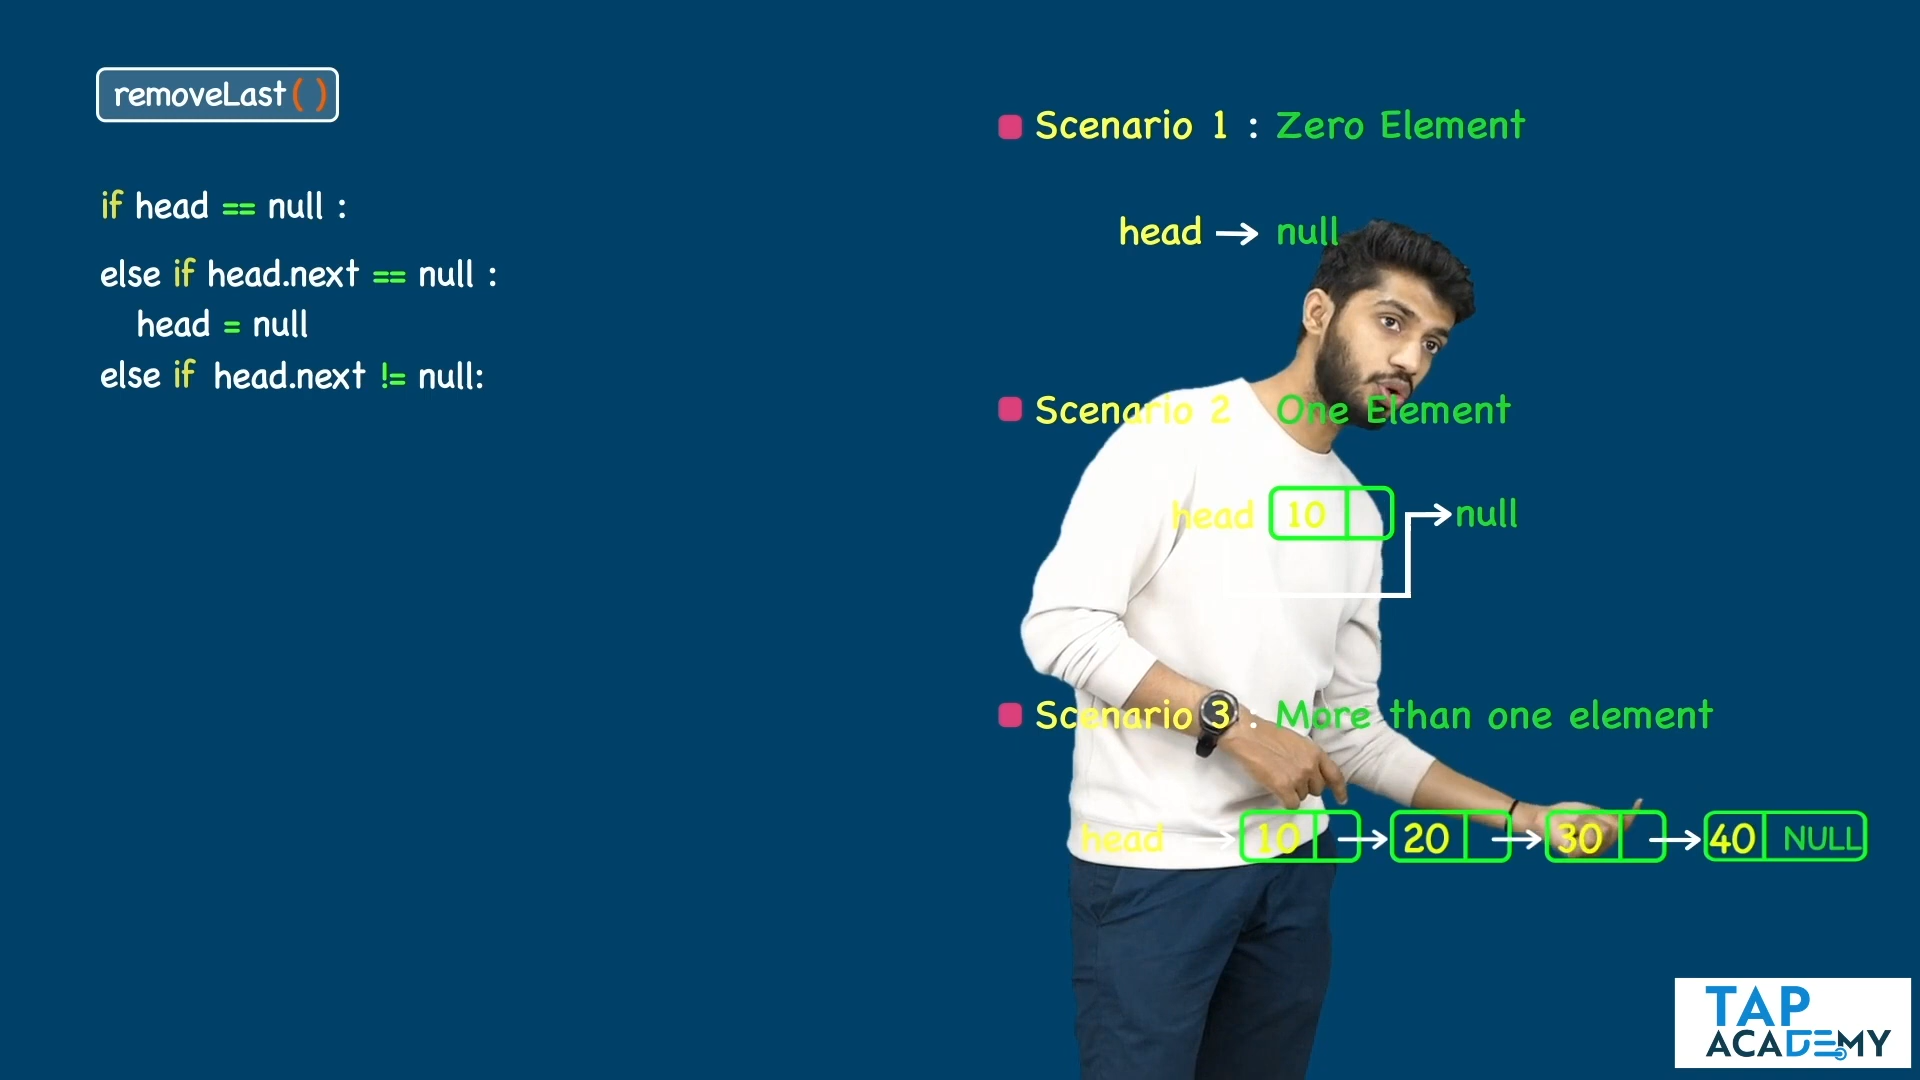 removeLast( )
if head == null :
else if head.next == null :
head = null
else if head.next != null:
Scenario 1 : Zero Element
head → null
Scenario 2 : One Element
head 10 → null
Scenario 3 : More than one element
head → 10 → 20 → 30 → 40 NULL
TAP
ACADEMY